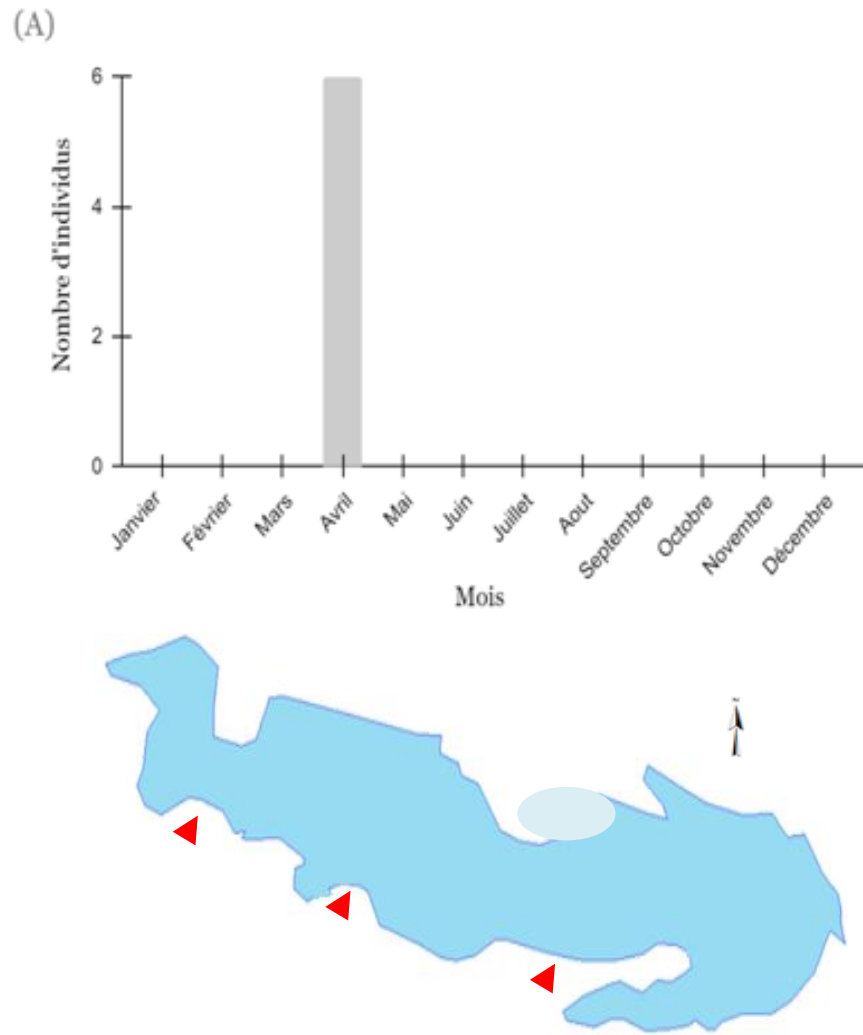 (A)
6
4
2
0
Nombre d'individus
Janvier
Février
Mars
Avril
Mai
Juin
Juillet
Aout
Septembre
Octobre
Novembre
Décembre
Mois